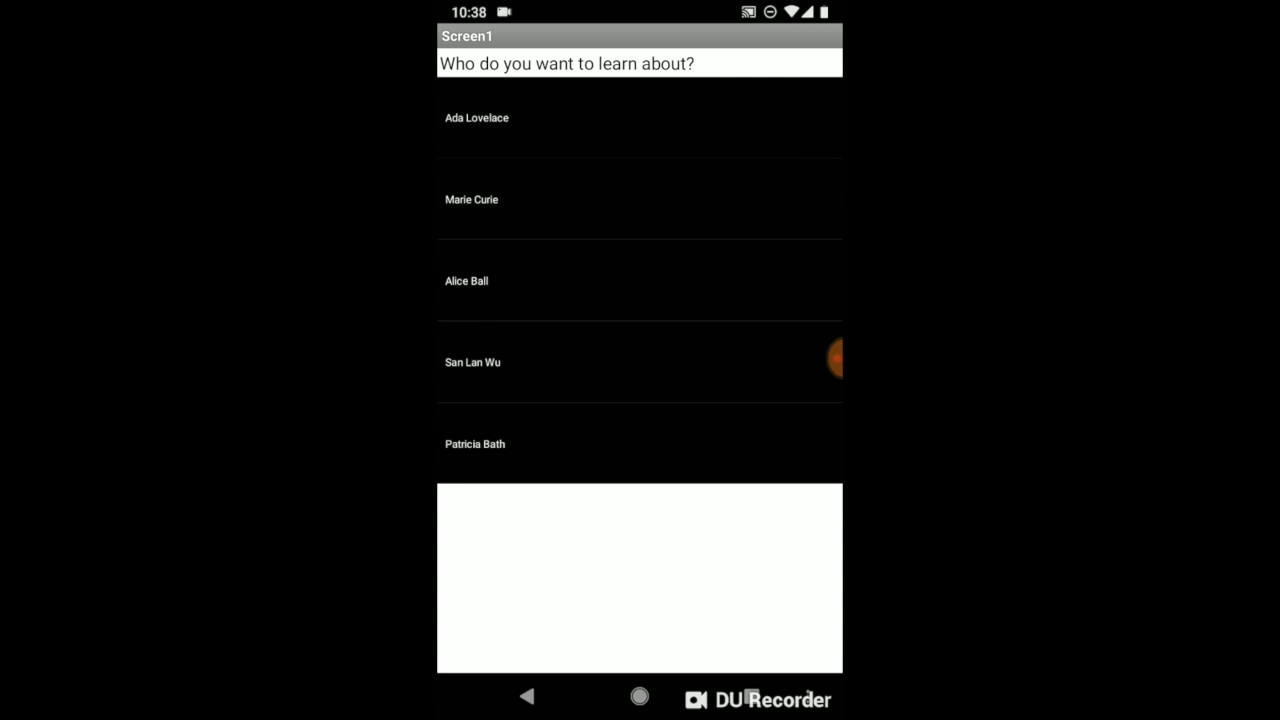 10:38
Screen1
Who do you want to learn about?
Ada Lovelace
Marie Curie
Alice Ball
San Lan Wu
Patricia Bath
DU Recorder